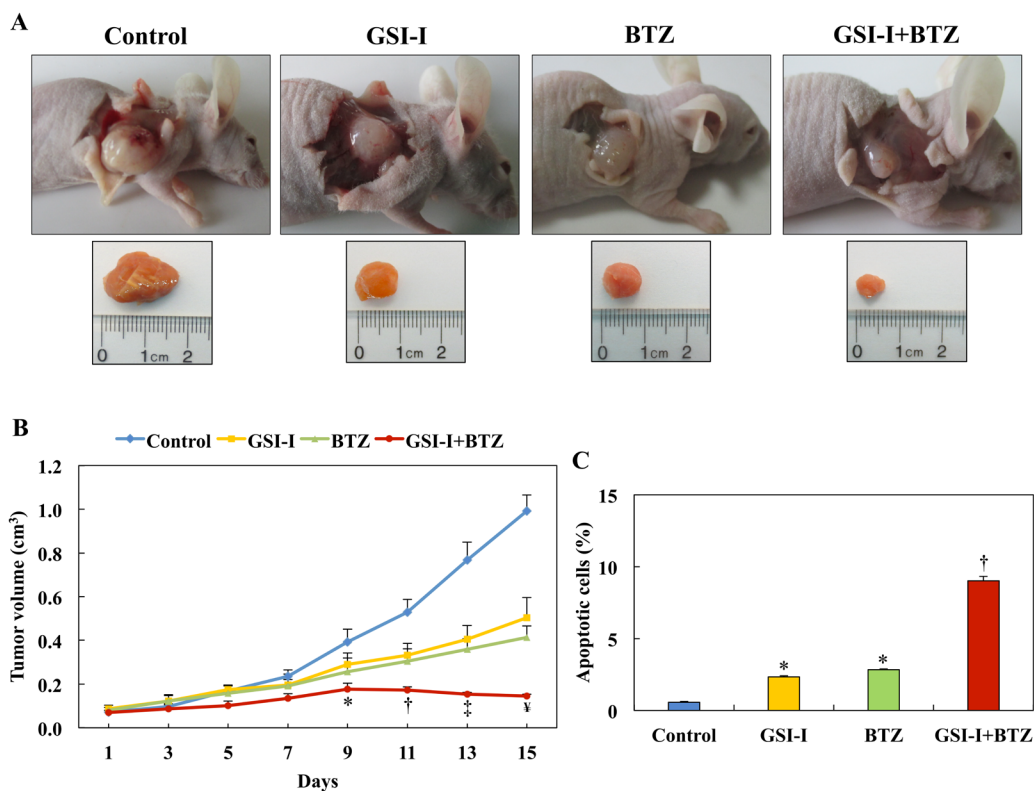 A
Control GSI-I BTZ GSI-I+BTZ
0 1cm 2
0 1cm 2
0 1cm 2
0 1cm 2
B
Control GSI-I BTZ GSI-I+BTZ
Tumor volume (cm³)
1.2
1.0
0.8
0.6
0.4
0.2
0.0
* † ‡ ¥
1 3 5 7 9 11 13 15
Days
C
Apoptotic cells (%)
15
10
5
0
* * †
Control GSI-I BTZ GSI-I+BTZ